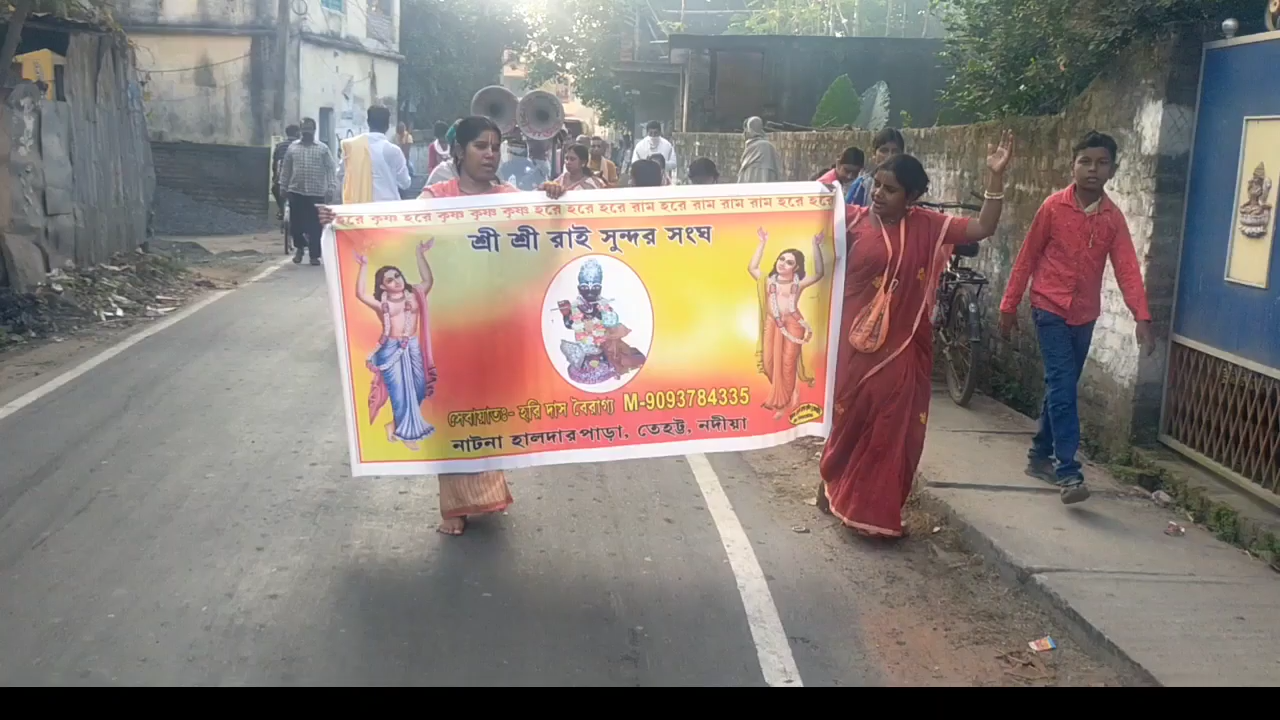 হরে কৃষ্ণ হরে কৃষ্ণ কৃষ্ণ কৃষ্ণ হরে হরে হরে রাম হরে রাম রাম রাম হরে হরে
শ্রী শ্রী রাই সুন্দর সংঘ
সেবায়াতঃ- হরি দাস বৈরাগ্য M-9093784335
নাটনা হালদারপাড়া, তেহট্ট, নদীয়া